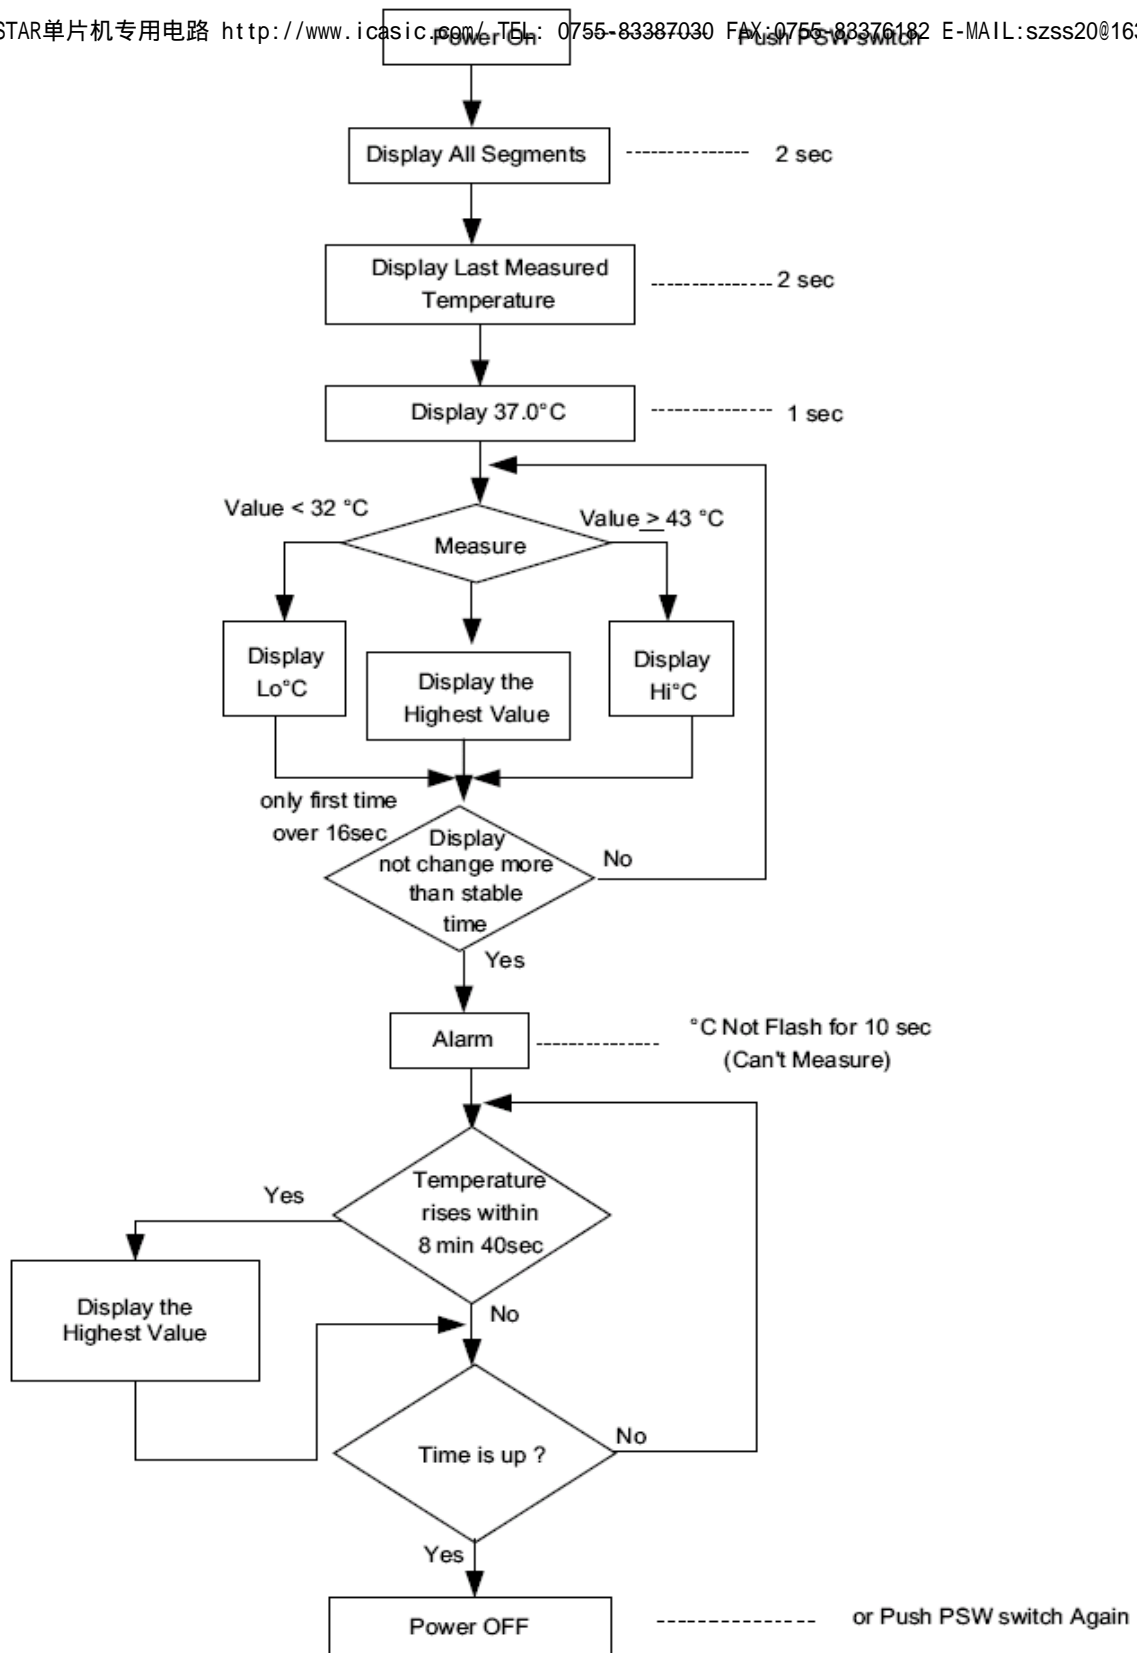 STAR单片机专用电路 http://www.icasic.com/ TEL: 0755-83387030 FAX:0755-83376182 E-MAIL:szss20@163
Power On
Push PSW switch
Display All Segments
2 sec
Display Last Measured
Temperature
2 sec
Display 37.0°C
1 sec
Value < 32 °C
Value ≥ 43 °C
Measure
Display
Lo°C
Display the
Highest Value
Display
Hi°C
only first time
over 16sec
Display
not change more
than stable
time
No
Yes
Alarm
°C Not Flash for 10 sec
(Can't Measure)
Temperature
rises within
8 min 40sec
Yes
Display the
Highest Value
No
Time is up ?
No
Yes
Power OFF
or Push PSW switch Again